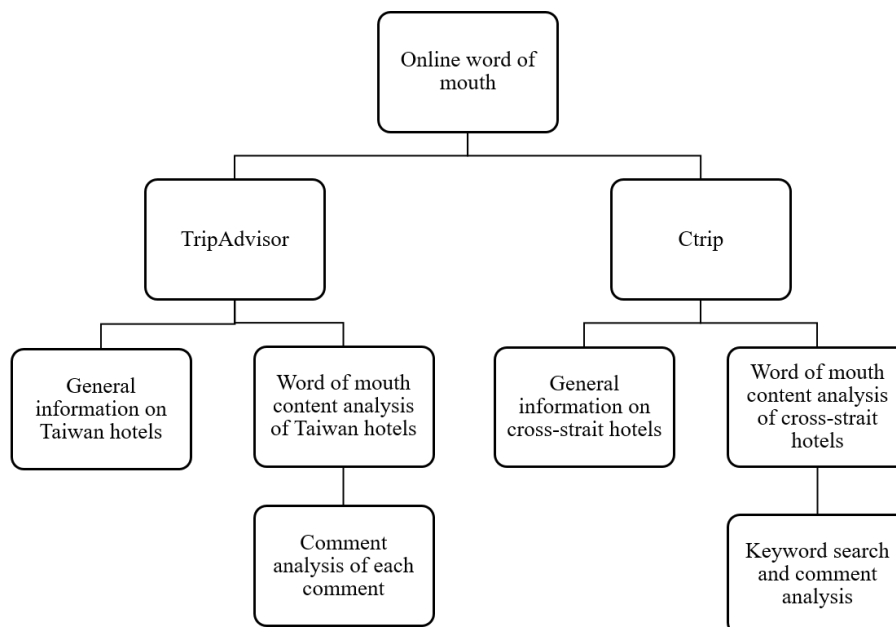 Online word of
mouth
TripAdvisor
Ctrip
General
information on
Taiwan hotels
Word of mouth
content analysis
of Taiwan hotels
General
information on
cross-strait hotels
Word of mouth
content analysis
of cross-strait
hotels
Comment
analysis of each
comment
Keyword search
and comment
analysis